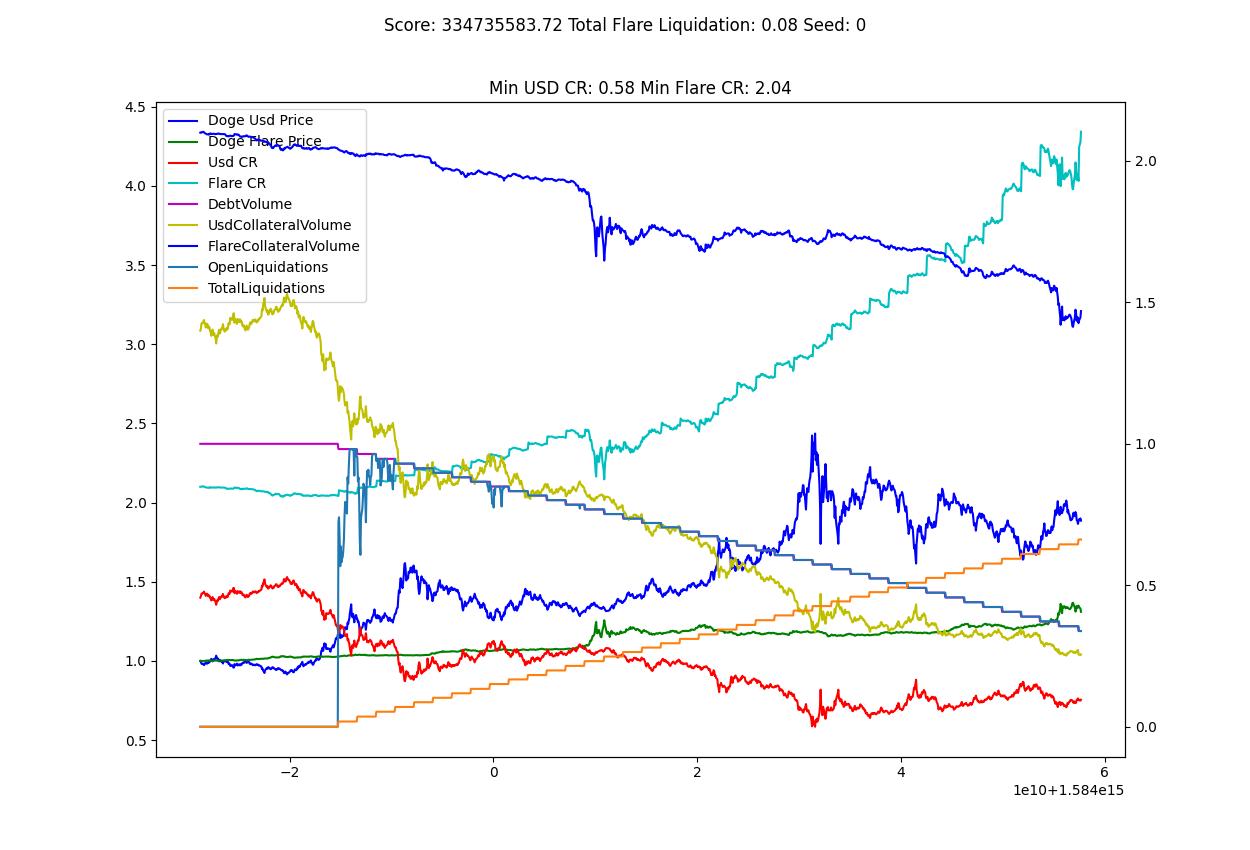 Score: 334735583.72 Total Flare Liquidation: 0.08 Seed: 0
Min USD CR: 0.58 Min Flare CR: 2.04
4.5
4.0
3.5
3.0
2.5
2.0
1.5
1.0
0.5
Doge Usd Price
Doge Flare Price
Usd CR
Flare CR
DebtVolume
UsdCollateralVolume
FlareCollateralVolume
OpenLiquidations
TotalLiquidations
2.0
1.5
1.0
0.5
0.0
−2 0 2 4 6
1e10+1.584e15